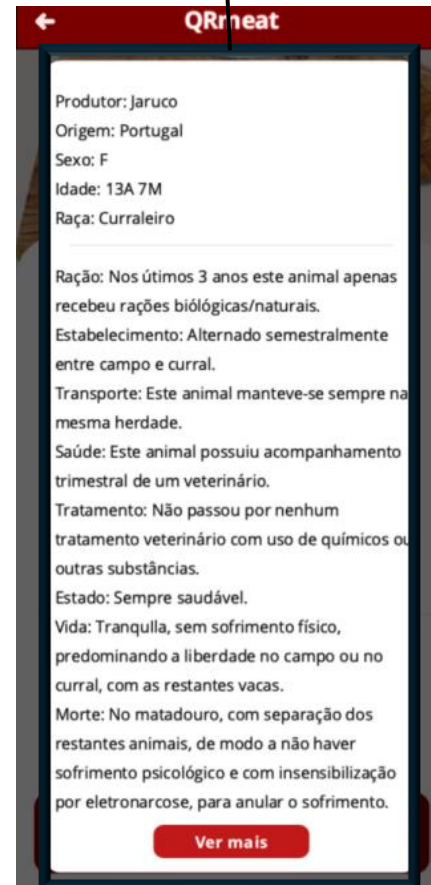 QRmeat
Produtor: Jaruco
Origem: Portugal
Sexo: F
Idade: 13A 7M
Raça: Curraleiro
Ração: Nos útimos 3 anos este animal apenas
recebeu rações biólógicas/naturais.
Estabelecimento: Alternado semestralmente
entre campo e curral.
Transporte: Este animal manteve-se sempre na
mesma herdade.
Saúde: Este animal possuiu acompanhamento
trimestral de um veterinário.
Tratamento: Não passou por nenhum
tratamento veterinário com uso de químicos ou
outras substâncias.
Estado: Sempre saudável.
Vida: Tranqulla, sem sofrimento físico,
predominando a liberdade no campo ou no
curral, com as restantes vacas.
Morte: No matadouro, com separação dos
restantes animais, de modo a não haver
sofrimento psicológico e com insensibilização
por eletronarcose, para anular o sofrimento.
Ver mais